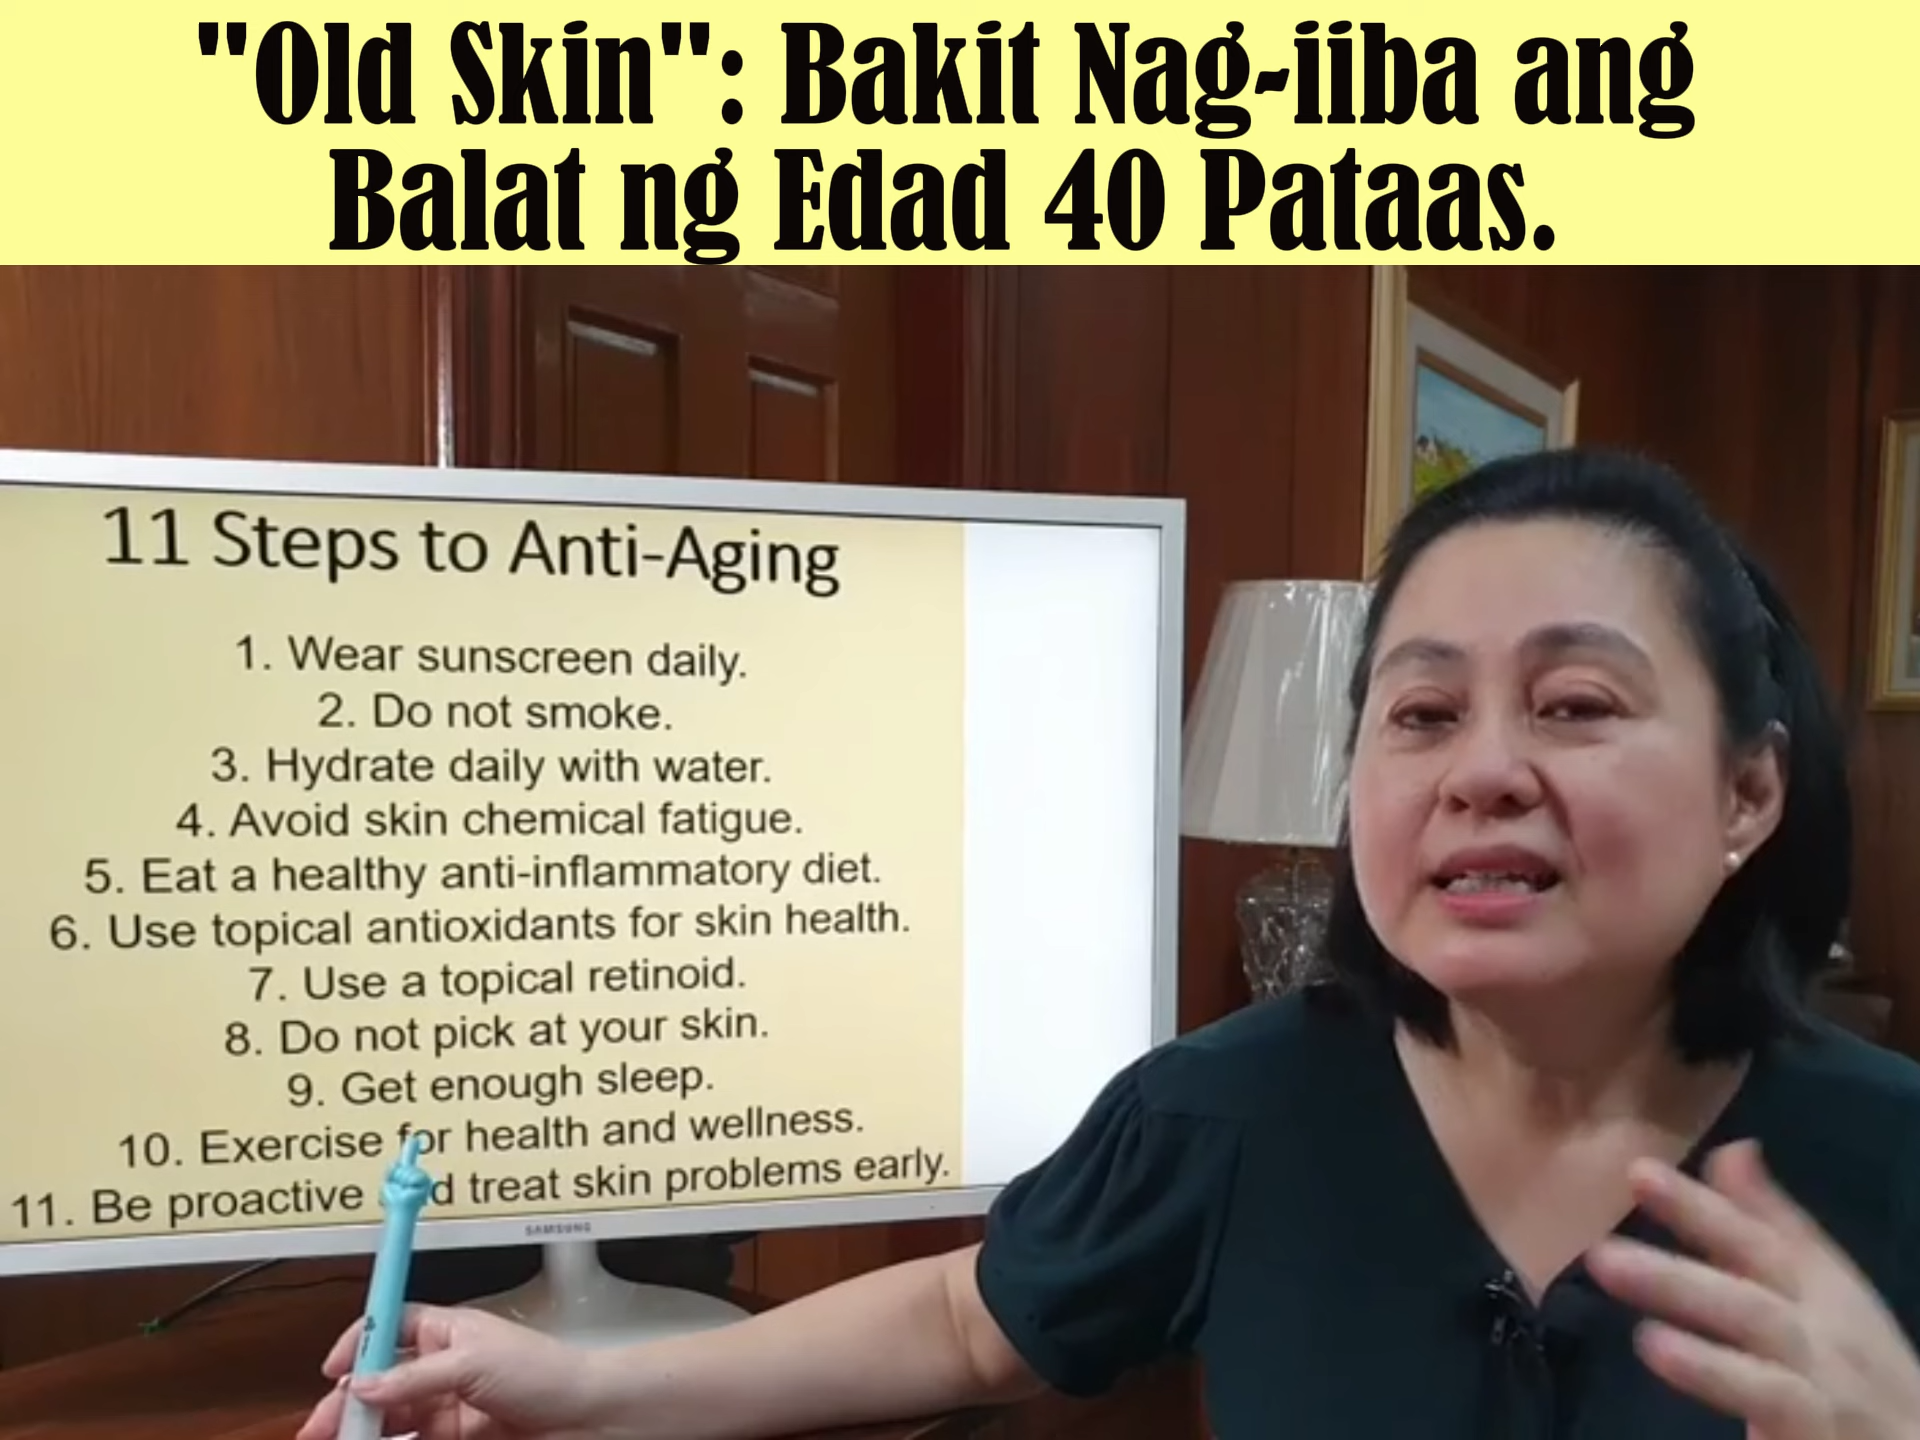 "Old Skin": Bakit Nag-iiba ang
Balat ng Edad 40 Pataas.
11 Steps to Anti-Aging
1. Wear sunscreen daily.
2. Do not smoke.
3. Hydrate daily with water.
4. Avoid skin chemical fatigue.
5. Eat a healthy anti-inflammatory diet.
6. Use topical antioxidants for skin health.
7. Use a topical retinoid.
8. Do not pick at your skin.
9. Get enough sleep.
10. Exercise for health and wellness.
11. Be proactive and treat skin problems early.
SAMSUNG